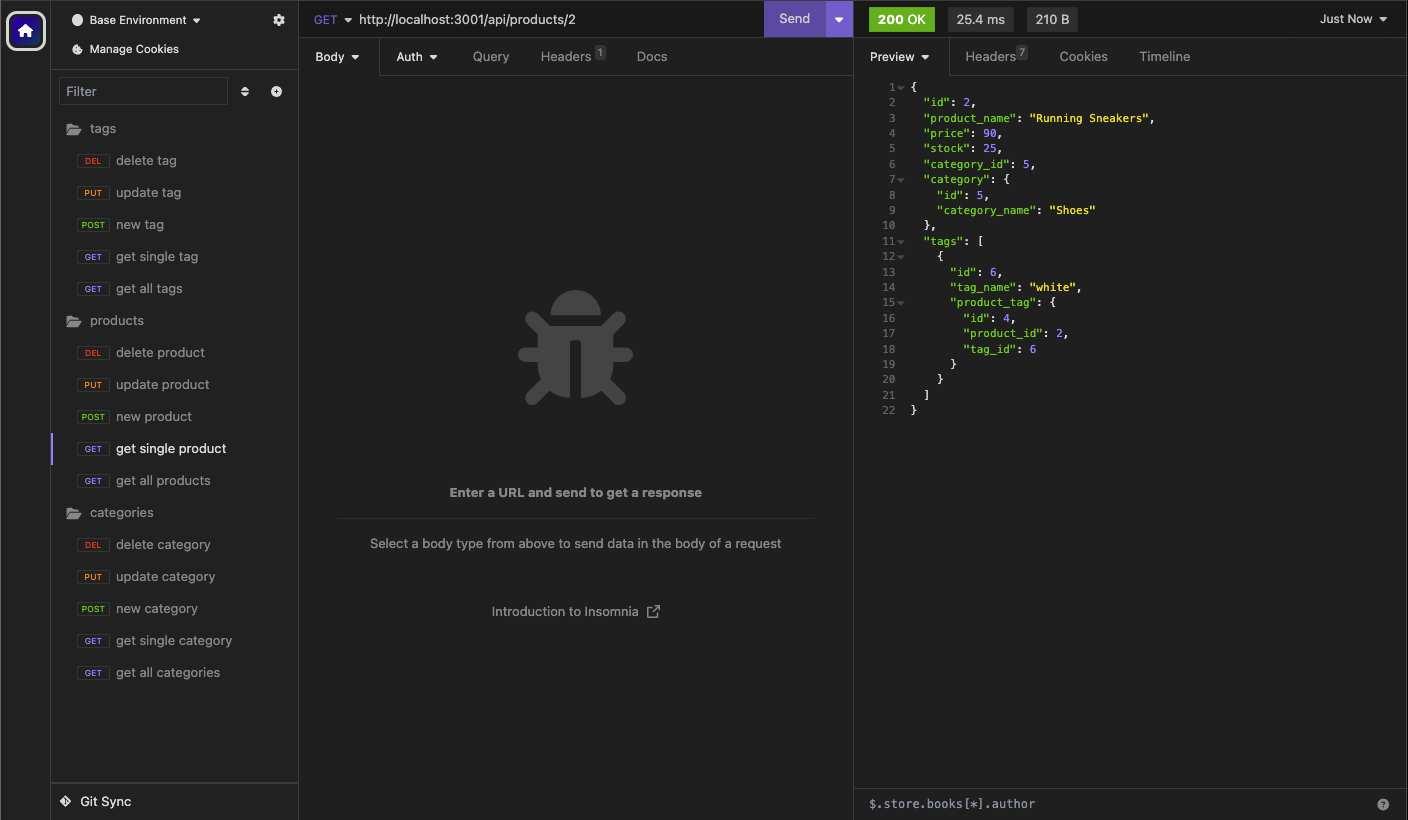 Base Environment
Manage Cookies
Filter
tags
DEL delete tag
PUT update tag
POST new tag
GET get single tag
GET get all tags
products
DEL delete product
PUT update product
POST new product
GET get single product
GET get all products
categories
DEL delete category
PUT update category
POST new category
GET get single category
GET get all categories
Git Sync
GET http://localhost:3001/api/products/2 Send
Body Auth Query Headers 1 Docs
Enter a URL and send to get a response
Select a body type from above to send data in the body of a request
Introduction to Insomnia
200 OK 25.4 ms 210 B Just Now
Preview Headers 7 Cookies Timeline
1 {
2 "id": 2,
3 "product_name": "Running Sneakers",
4 "price": 90,
5 "stock": 25,
6 "category_id": 5,
7 "category": {
8 "id": 5,
9 "category_name": "Shoes"
10 },
11 "tags": [
12 {
13 "id": 6,
14 "tag_name": "white",
15 "product_tag": {
16 "id": 4,
17 "product_id": 2,
18 "tag_id": 6
19 }
20 }
21 ]
22 }
$.store.books[*].author ?